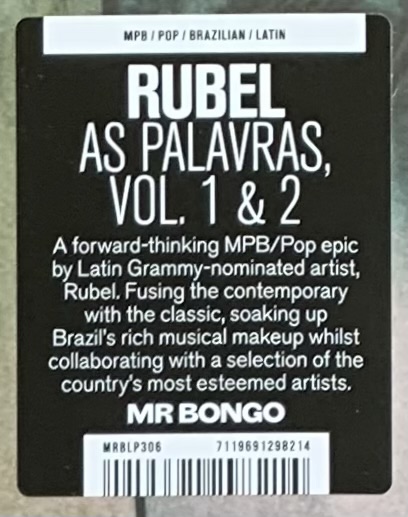 MPB / POP / BRAZILIAN / LATIN
RUBEL
AS PALAVRAS,
VOL. 1 & 2
A forward-thinking MPB/Pop epic
by Latin Grammy-nominated artist,
Rubel. Fusing the contemporary
with the classic, soaking up
Brazil's rich musical makeup whilst
collaborating with a selection of the
country's most esteemed artists.
MR BONGO
MRBLP306 7119691298214